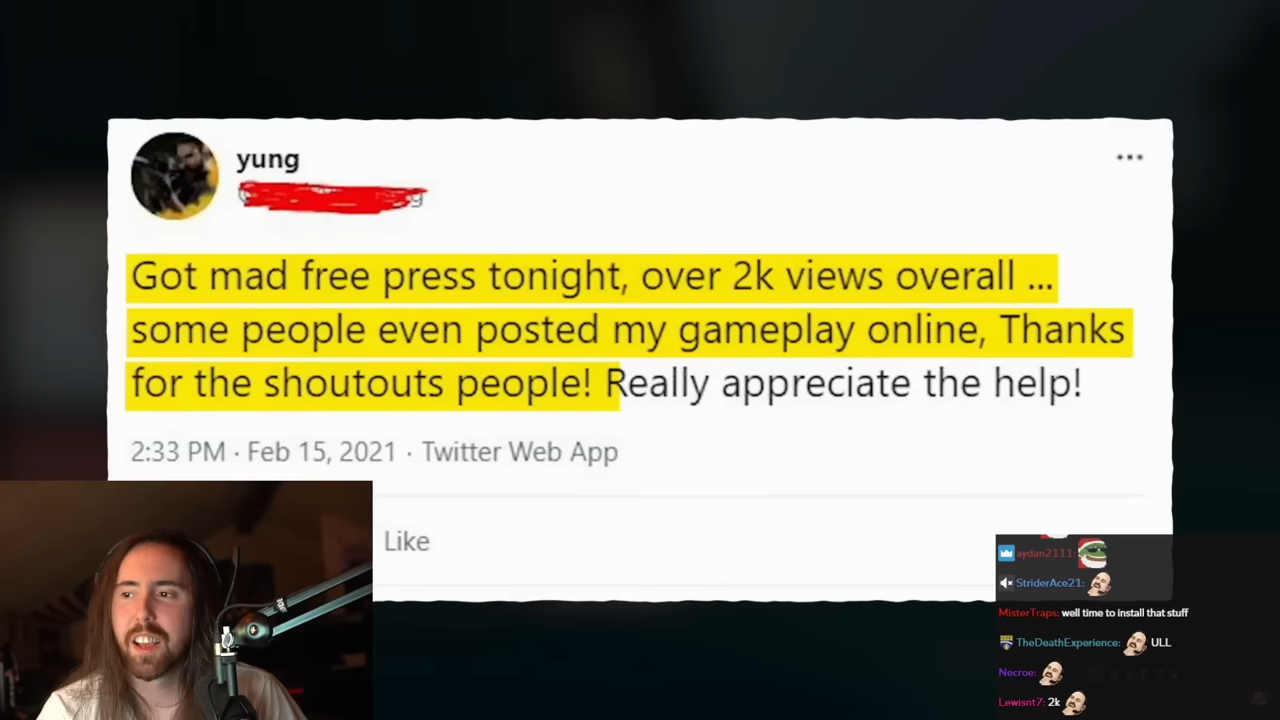 yung
Got mad free press tonight, over 2k views overall ...
some people even posted my gameplay online, Thanks
for the shoutouts people! Really appreciate the help!
2:33 PM · Feb 15, 2021 · Twitter Web App
Like
aydan2111:
StriderAce21:
MisterTraps: well time to install that stuff
TheDeathExperience: ULL
Necroe:
Lewisnt7: 2k